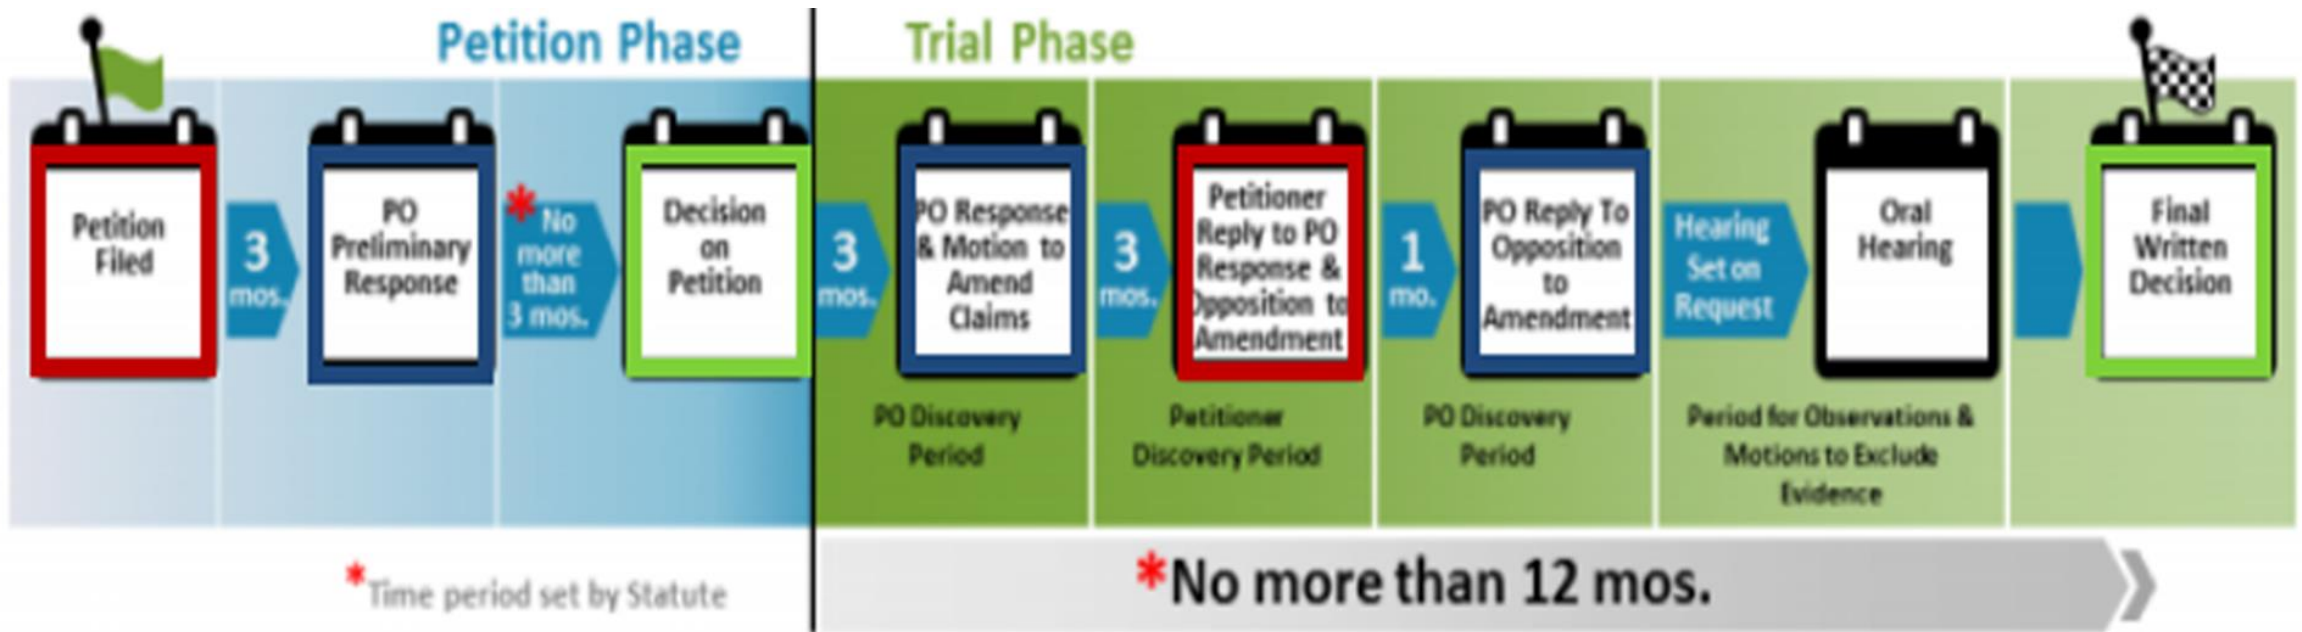 Petition Phase
Trial Phase
Petition
Filed
3
mos.
PO
Preliminary
Response
* No
more
than
3 mos.
Decision
on
Petition
3
mos.
PO Response
& Motion to
Amend
Claims
3
mos.
Petitioner
Reply to PO
Response &
Opposition to
Amendment
1
mo.
PO Reply To
Opposition
to
Amendment
Hearing
Set on
Request
Oral
Hearing
Final
Written
Decision
PO Discovery
Period
Petitioner
Discovery Period
PO Discovery
Period
Period for Observations &
Motions to Exclude
Evidence
*Time period set by Statute
*No more than 12 mos.